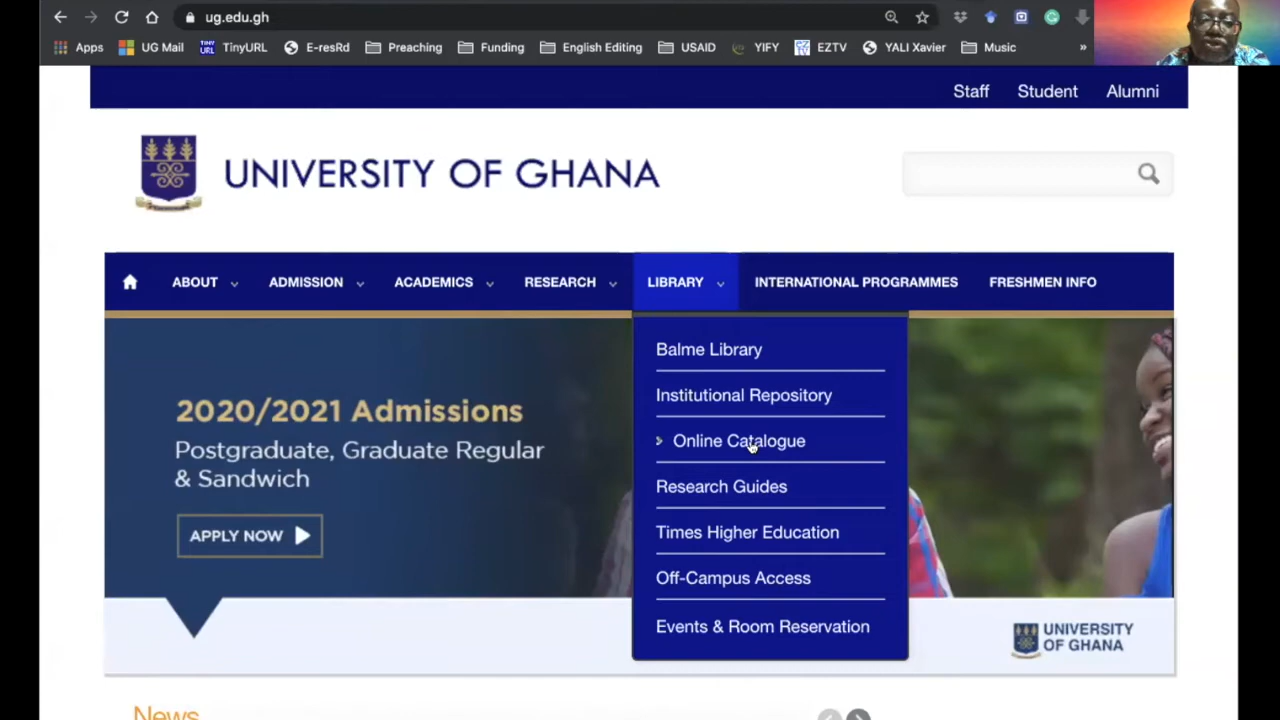 ug.edu.gh
Apps UG Mail TINY URL TinyURL E-resRd Preaching Funding English Editing USAID YIFY EZTV YALI Xavier Music »
Staff Student Alumni
UNIVERSITY OF GHANA
ABOUT ADMISSION ACADEMICS RESEARCH LIBRARY INTERNATIONAL PROGRAMMES FRESHMEN INFO
Balme Library
Institutional Repository
Online Catalogue
Research Guides
Times Higher Education
Off-Campus Access
Events & Room Reservation
2020/2021 Admissions
Postgraduate, Graduate Regular
& Sandwich
APPLY NOW
UNIVERSITY
OF GHANA
News